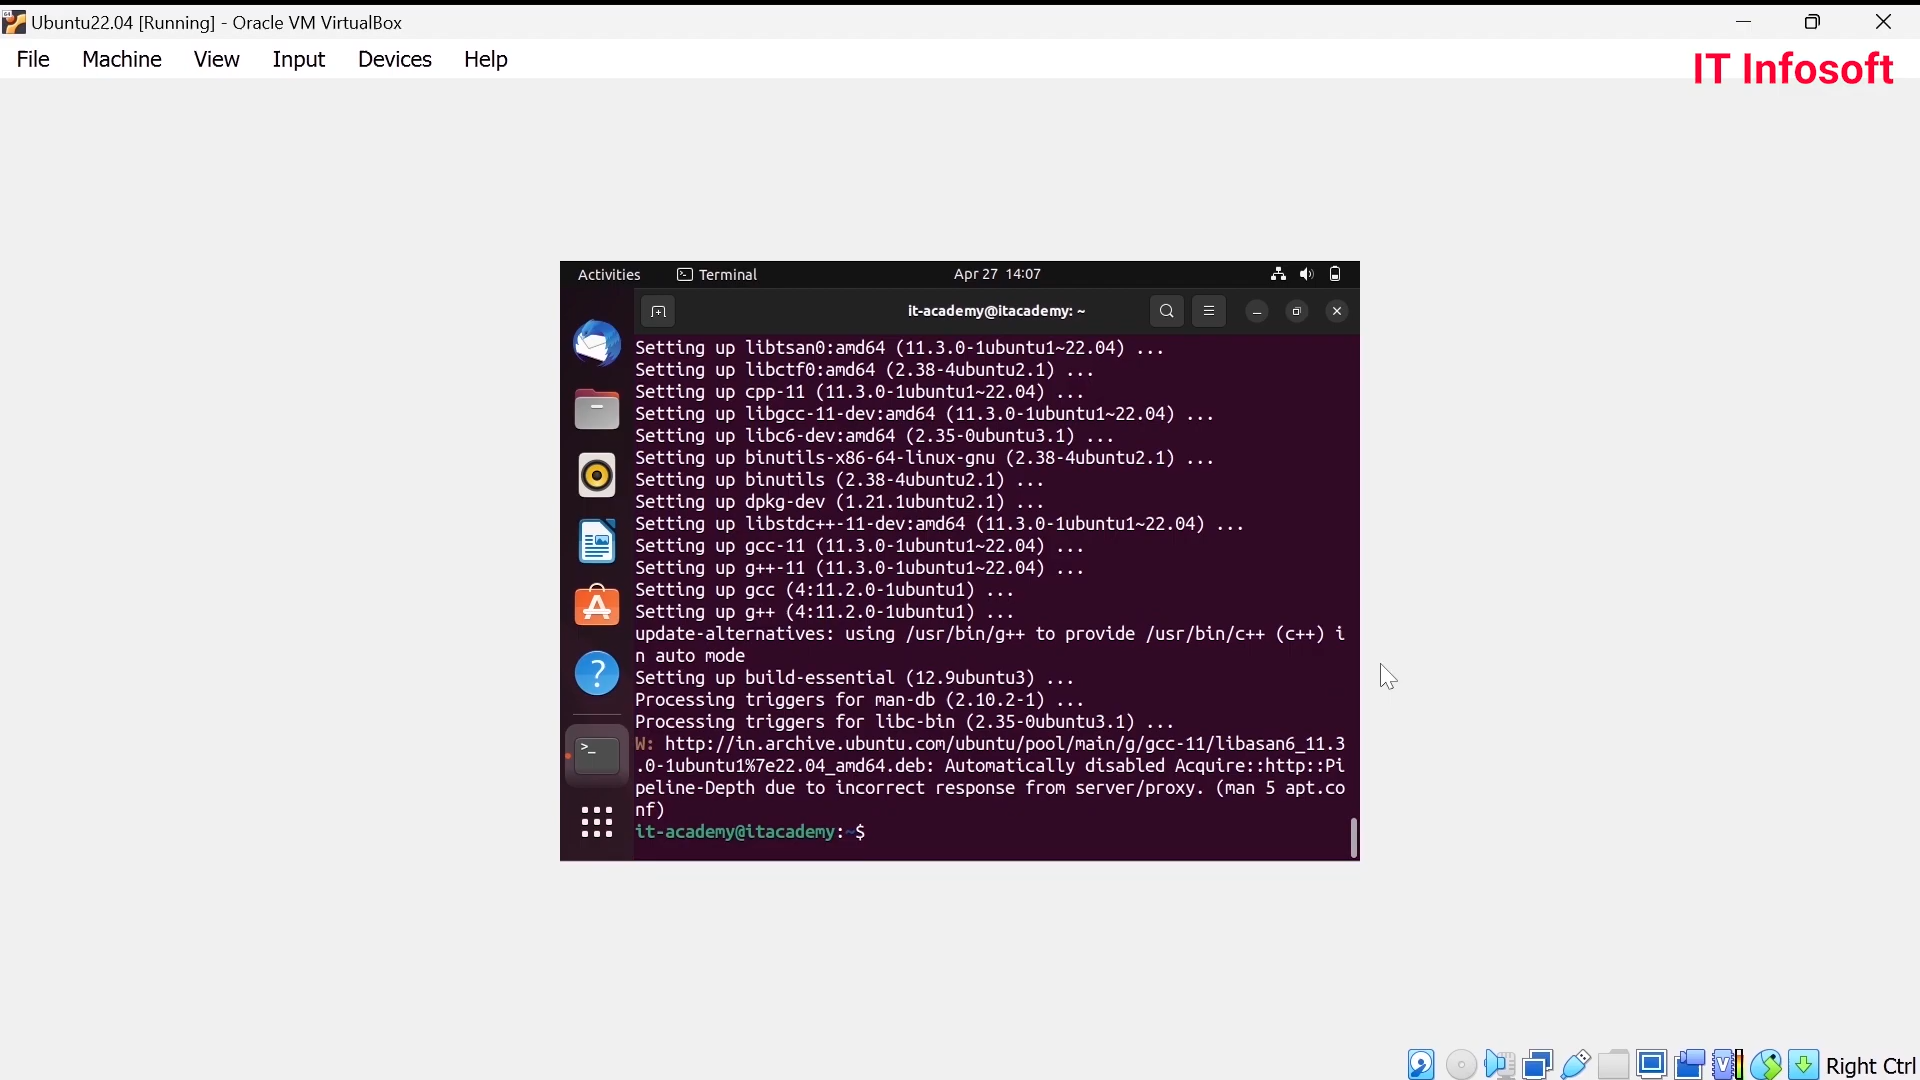 Ubuntu22.04 [Running] - Oracle VM VirtualBox
File Machine View Input Devices Help
IT Infosoft
Activities Terminal Apr 27 14:07
it-academy@itacademy: ~
Setting up libtsan0:amd64 (11.3.0-1ubuntu1~22.04) ...
Setting up libctf0:amd64 (2.38-4ubuntu2.1) ...
Setting up cpp-11 (11.3.0-1ubuntu1~22.04) ...
Setting up libgcc-11-dev:amd64 (11.3.0-1ubuntu1~22.04) ...
Setting up libc6-dev:amd64 (2.35-0ubuntu3.1) ...
Setting up binutils-x86-64-linux-gnu (2.38-4ubuntu2.1) ...
Setting up binutils (2.38-4ubuntu2.1) ...
Setting up dpkg-dev (1.21.1ubuntu2.1) ...
Setting up libstdc++-11-dev:amd64 (11.3.0-1ubuntu1~22.04) ...
Setting up gcc-11 (11.3.0-1ubuntu1~22.04) ...
Setting up g++-11 (11.3.0-1ubuntu1~22.04) ...
Setting up gcc (4:11.2.0-1ubuntu1) ...
Setting up g++ (4:11.2.0-1ubuntu1) ...
update-alternatives: using /usr/bin/g++ to provide /usr/bin/c++ (c++) i
n auto mode
Setting up build-essential (12.9ubuntu3) ...
Processing triggers for man-db (2.10.2-1) ...
Processing triggers for libc-bin (2.35-0ubuntu3.1) ...
W: http://in.archive.ubuntu.com/ubuntu/pool/main/g/gcc-11/libasan6_11.3
.0-1ubuntu1%7e22.04_amd64.deb: Automatically disabled Acquire::http::Pi
peline-Depth due to incorrect response from server/proxy. (man 5 apt.co
nf)
it-academy@itacademy:~$
Right Ctrl